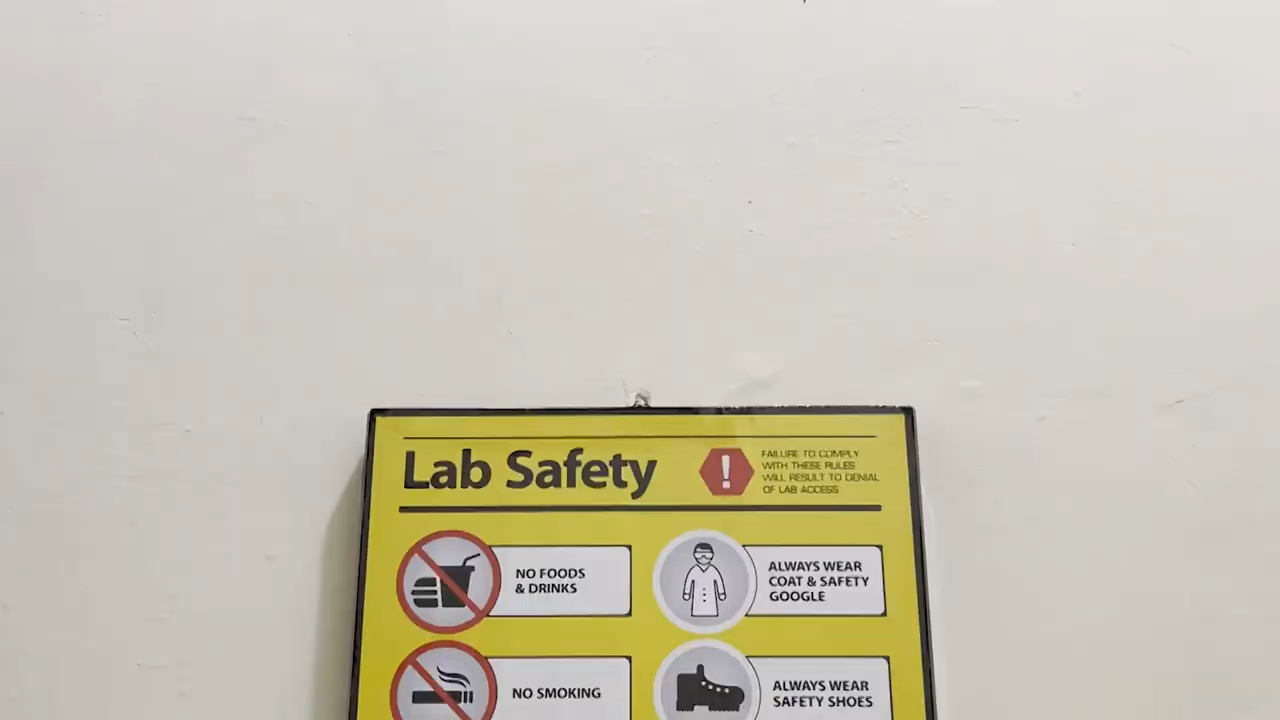 Lab Safety
!
FAILURE TO COMPLY
WITH THESE RULES
WILL RESULT TO DENIAL
OF LAB ACCESS
NO FOODS
& DRINKS
ALWAYS WEAR
COAT & SAFETY
GOOGLE
NO SMOKING
ALWAYS WEAR
SAFETY SHOES